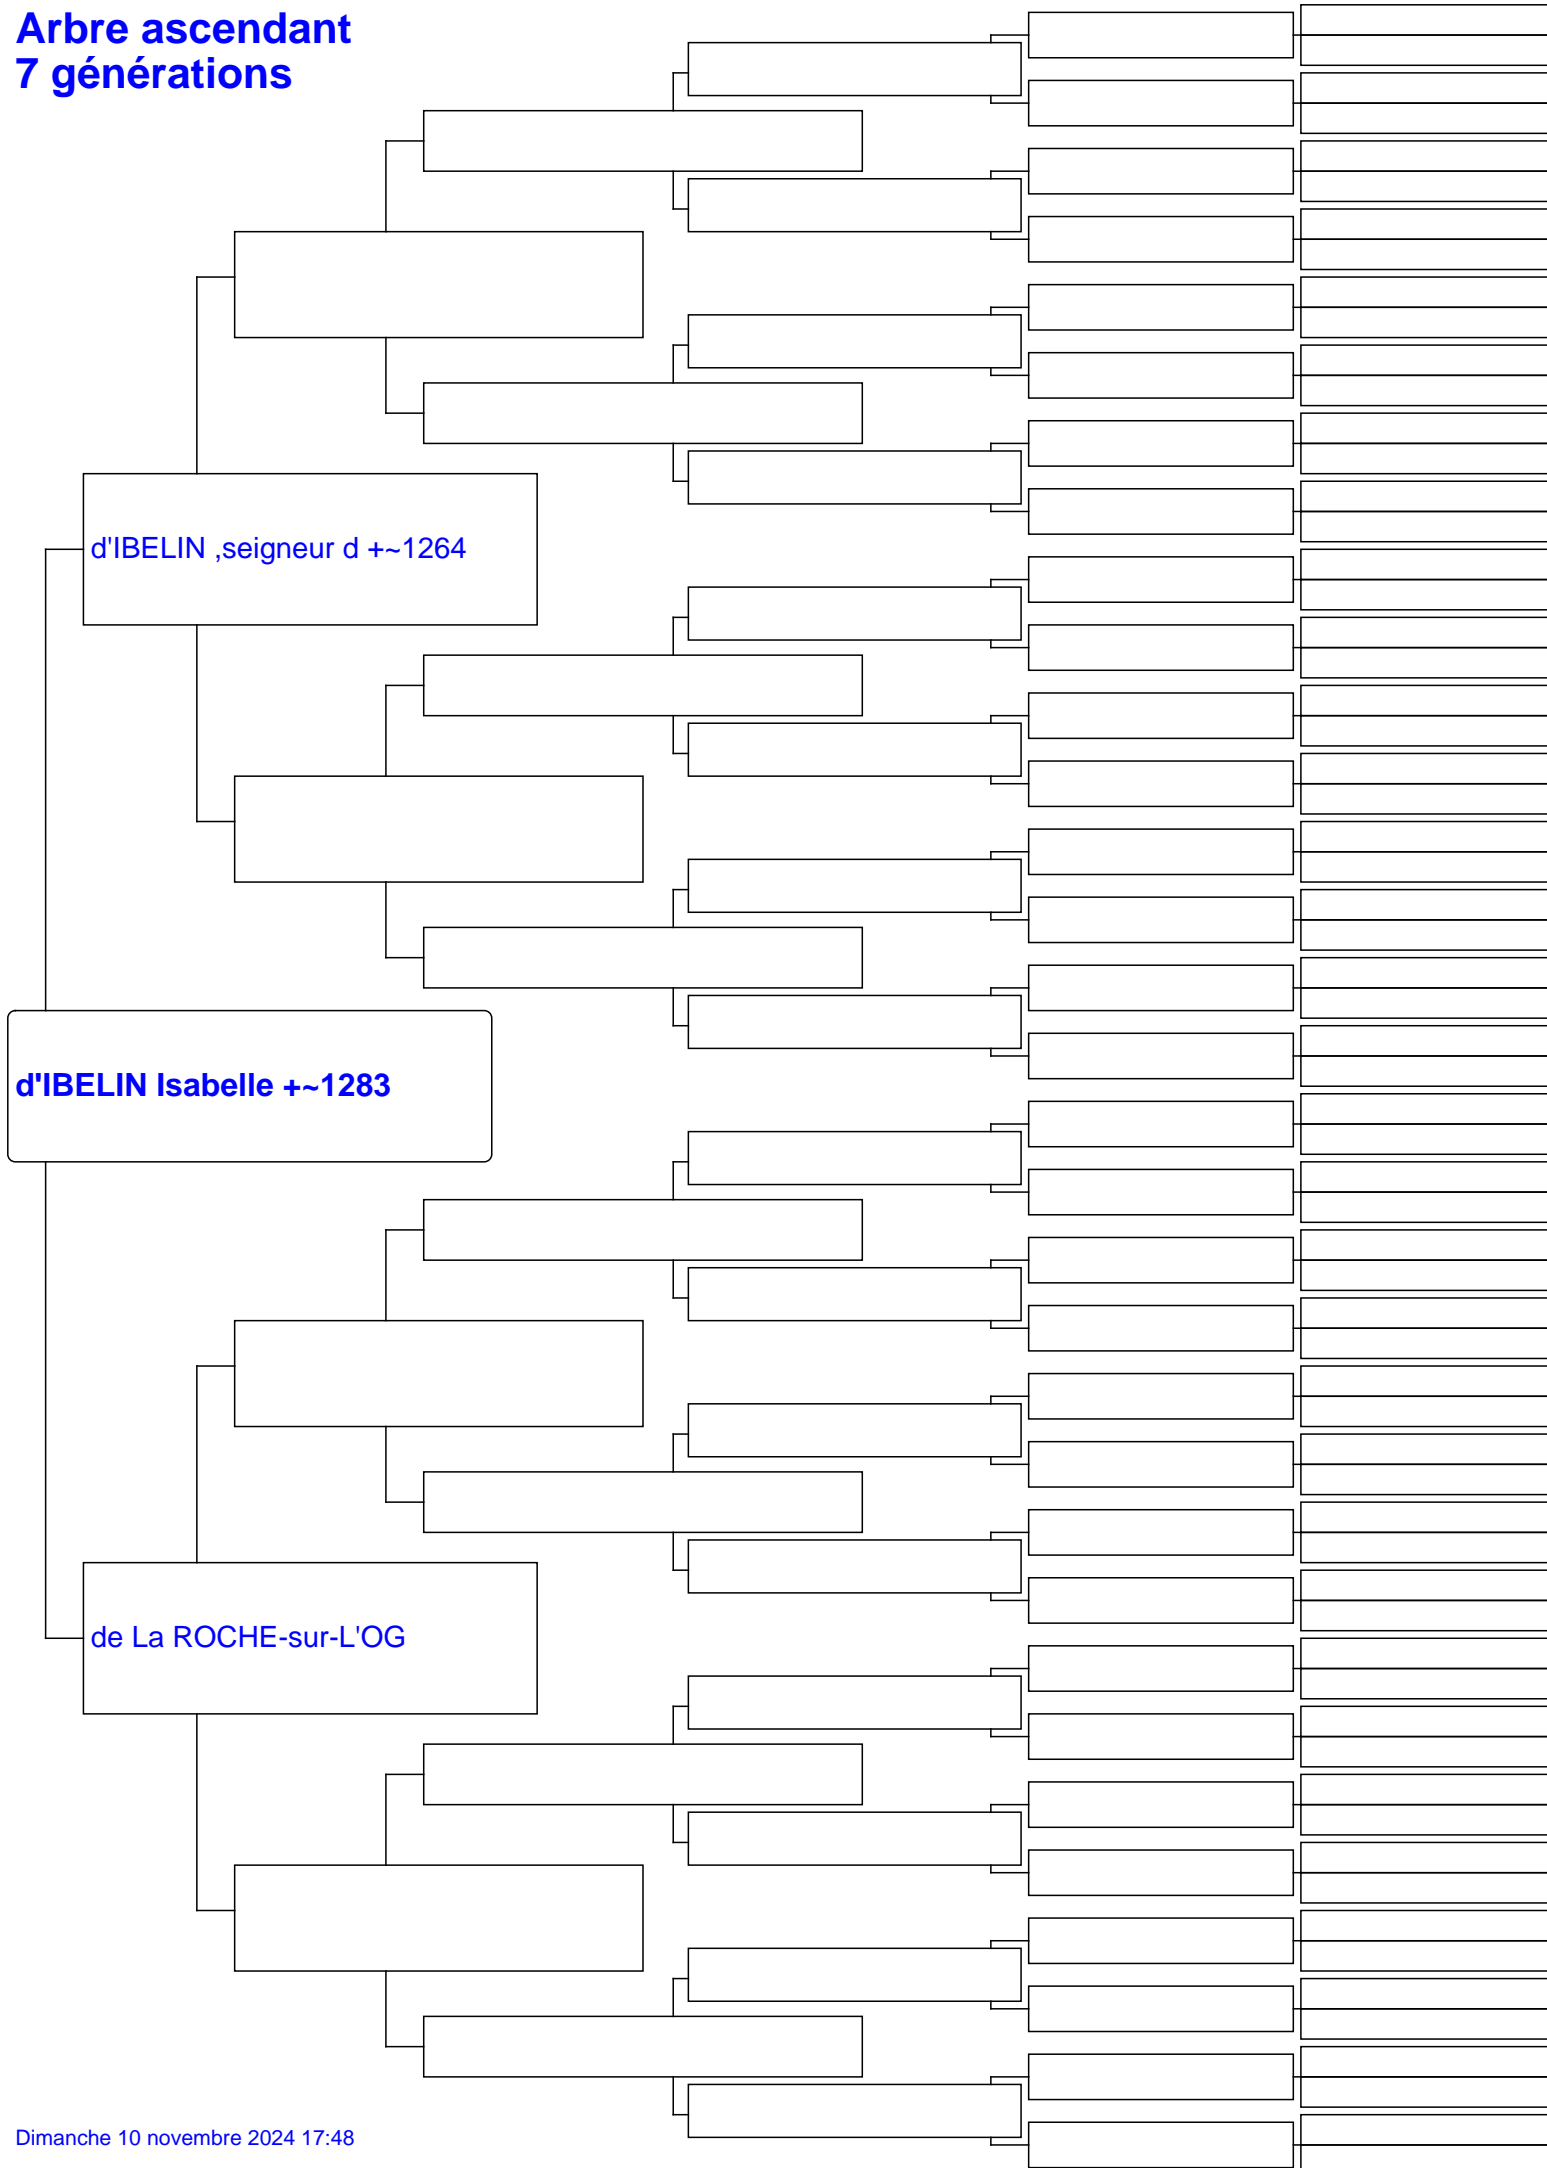 Arbre ascendant
7 générations
d'IBELIN ,seigneur d +~1264
d'IBELIN Isabelle +~1283
de La ROCHE-sur-L'OG
Dimanche 10 novembre 2024 17:48